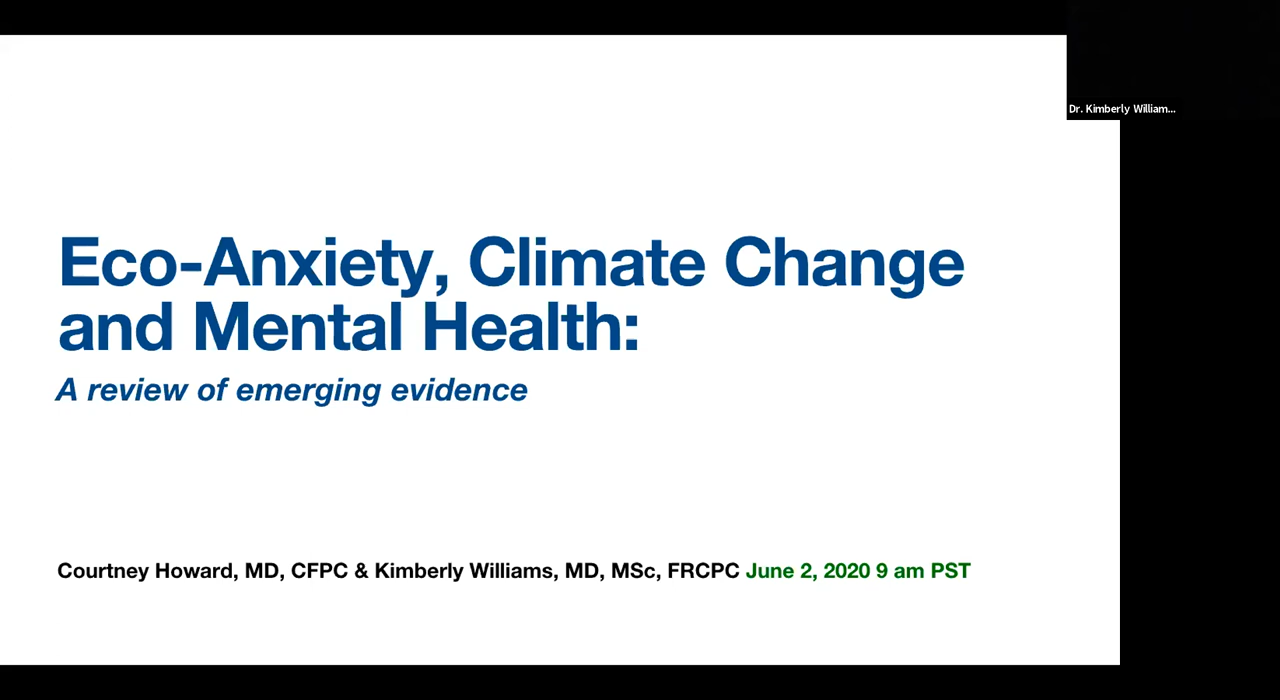 Dr. Kimberly William...
Eco-Anxiety, Climate Change
and Mental Health:
A review of emerging evidence
Courtney Howard, MD, CFPC & Kimberly Williams, MD, MSc, FRCPC June 2, 2020 9 am PST